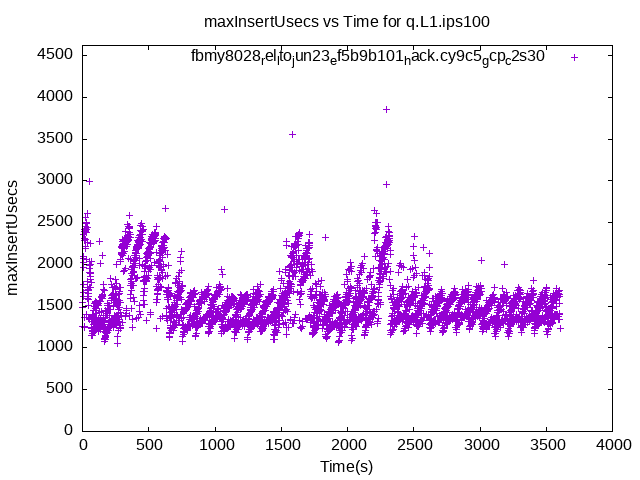 maxInsertUsecs vs Time for q.L1.ips100
fbmy8028relitojun23ef5b9b101hack.cy9c5gcpc2s30
maxInsertUsecs
4500
4000
3500
3000
2500
2000
1500
1000
500
0
0 500 1000 1500 2000 2500 3000 3500 4000
Time(s)